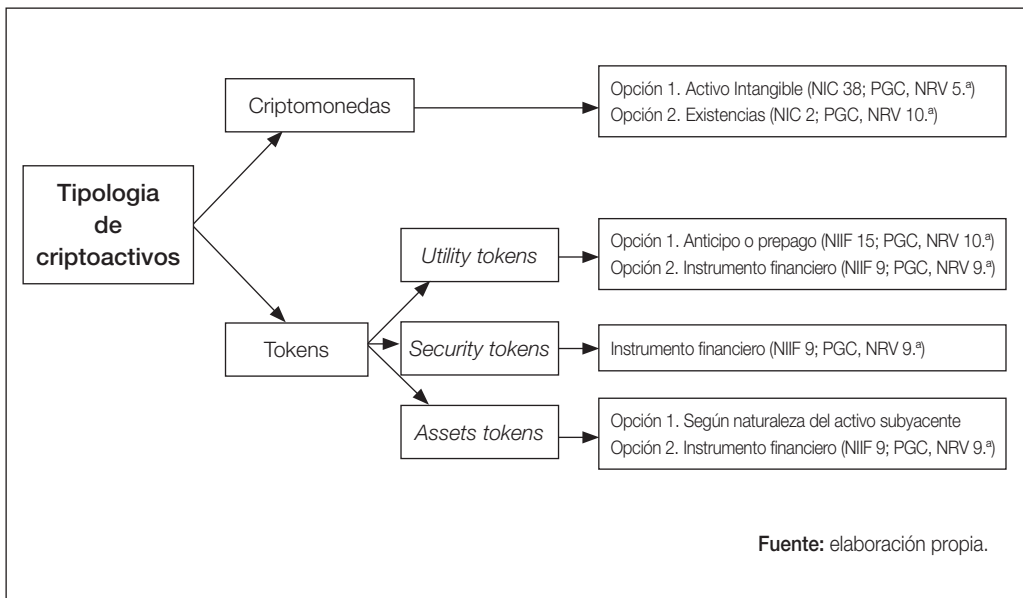 Tipologia
de
criptoactivos
Criptomonedas
Opción 1. Activo Intangible (NIC 38; PGC, NRV 5.ª)
Opción 2. Existencias (NIC 2; PGC, NRV 10.ª)
Tokens
Utility tokens
Opción 1. Anticipo o prepago (NIIF 15; PGC, NRV 10.ª)
Opción 2. Instrumento financiero (NIIF 9; PGC, NRV 9.ª)
Security tokens
Instrumento financiero (NIIF 9; PGC, NRV 9.ª)
Assets tokens
Opción 1. Según naturaleza del activo subyacente
Opción 2. Instrumento financiero (NIIF 9; PGC, NRV 9.ª)
Fuente: elaboración propia.